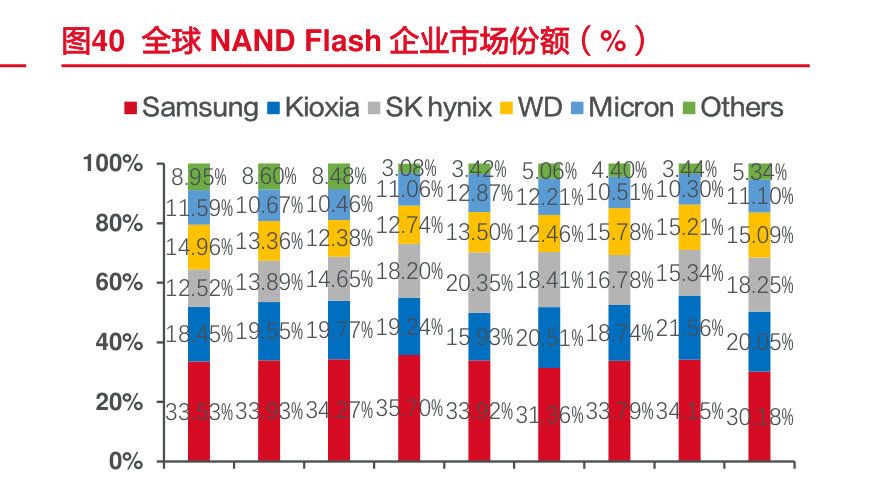 图40 全球 NAND Flash 企业市场份额（%）
Samsung Kioxia SK hynix WD Micron Others
100%
8.95% 8.60% 8.48% 3.08% 3.42% 5.06% 4.40% 3.44% 5.34%
11.59% 10.67% 10.46% 11.06% 12.87% 12.21% 10.51% 10.30% 11.10%
80%
14.96% 13.36% 12.38% 12.74% 13.50% 12.46% 15.78% 15.21% 15.09%
60%
12.52% 13.89% 14.65% 18.20% 20.35% 18.41% 16.78% 15.34% 18.25%
40%
18.45% 19.55% 19.77% 19.24% 15.93% 20.51% 18.74% 21.56% 20.05%
20%
33.53% 33.93% 34.27% 35.70% 33.92% 31.36% 33.79% 34.15% 30.18%
0%